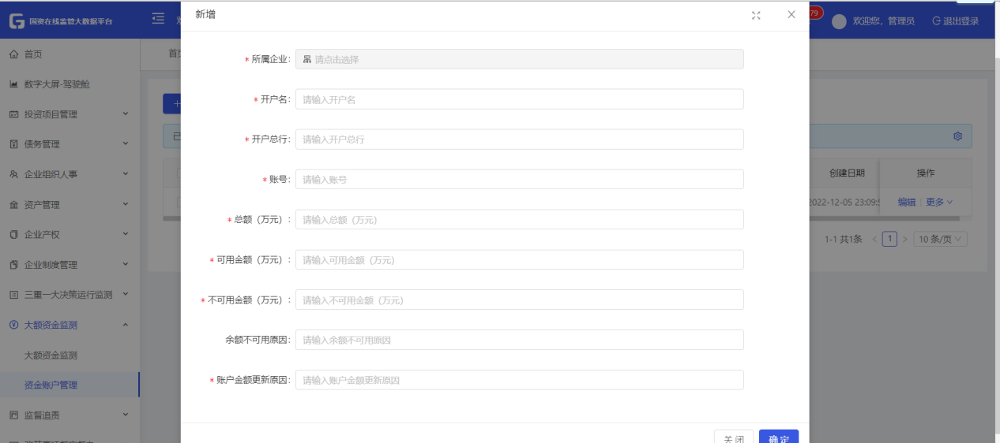 国资在线监管大数据平台
新增
79
欢迎您，管理员
退出登录
首页
数字大屏-驾驶舱
投资项目管理
债务管理
企业组织人事
资产管理
企业产权
企业制度管理
三重一大决策运行监测
大额资金监测
大额资金监测
资金账户管理
监督追责
* 所属企业： 请点击选择
* 开户名： 请输入开户名
* 开户总行： 请输入开户总行
* 账号： 请输入账号
* 总额（万元）： 请输入总额（万元）
* 可用金额（万元）： 请输入可用金额（万元）
* 不可用金额（万元）： 请输入不可用金额（万元）
余额不可用原因： 请输入余额不可用原因
* 账户金额更新原因： 请输入账户金额更新原因
关 闭
确 定
创建日期
操作
2022-12-05 23:09:
编辑
更多
1-1 共1条
1
10 条/页